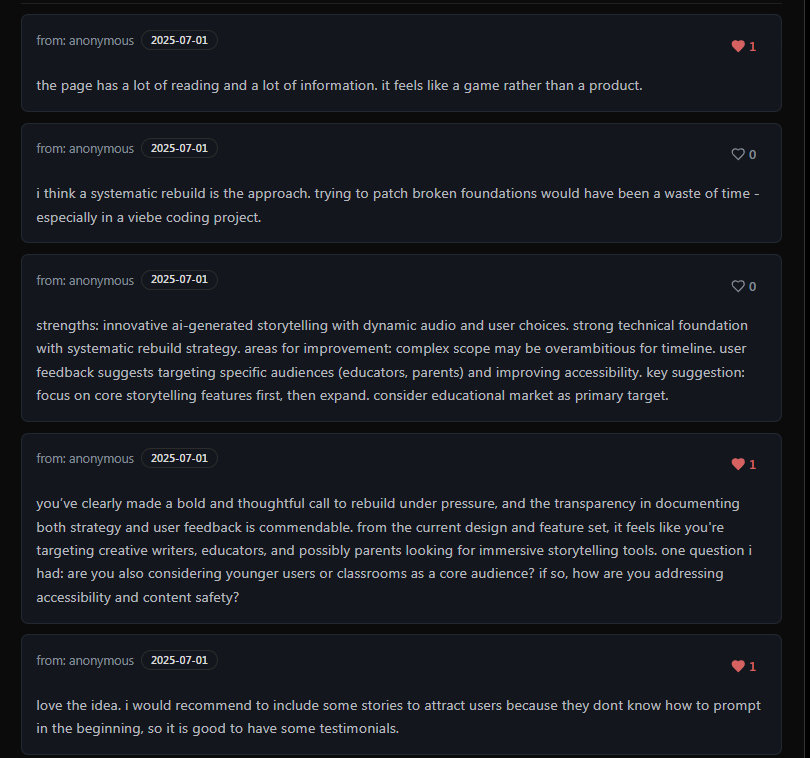 from: anonymous 2025-07-01 1
the page has a lot of reading and a lot of information. it feels like a game rather than a product.
from: anonymous 2025-07-01 0
i think a systematic rebuild is the approach. trying to patch broken foundations would have been a waste of time -
especially in a viebe coding project.
from: anonymous 2025-07-01 0
strengths: innovative ai-generated storytelling with dynamic audio and user choices. strong technical foundation
with systematic rebuild strategy. areas for improvement: complex scope may be overambitious for timeline. user
feedback suggests targeting specific audiences (educators, parents) and improving accessibility. key suggestion:
focus on core storytelling features first, then expand. consider educational market as primary target.
from: anonymous 2025-07-01 1
you’ve clearly made a bold and thoughtful call to rebuild under pressure, and the transparency in documenting
both strategy and user feedback is commendable. from the current design and feature set, it feels like you're
targeting creative writers, educators, and possibly parents looking for immersive storytelling tools. one question i
had: are you also considering younger users or classrooms as a core audience? if so, how are you addressing
accessibility and content safety?
from: anonymous 2025-07-01 1
love the idea. i would recommend to include some stories to attract users because they dont know how to prompt
in the beginning, so it is good to have some testimonials.